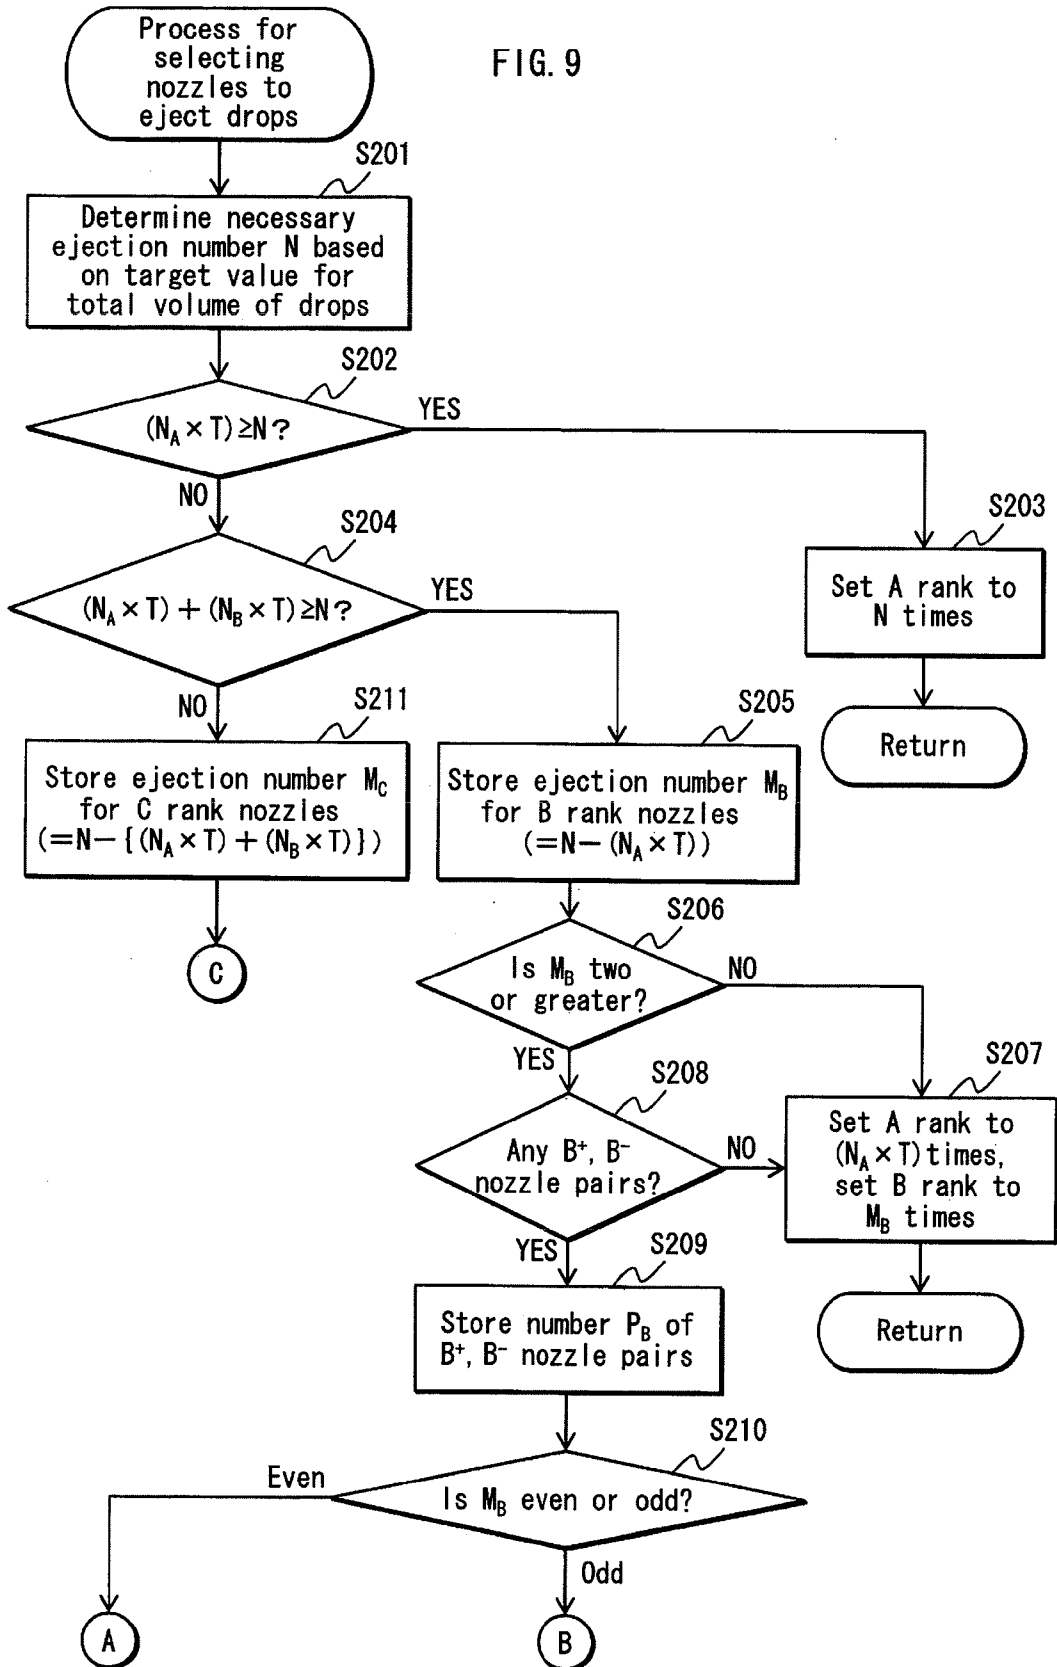 Process for
selecting
nozzles to
eject drops
FIG. 9
S201
Determine necessary
ejection number N based
on target value for
total volume of drops
S202
(N_A × T) ≥N?
YES
NO
S203
Set A rank to
N times
Return
S204
(N_A × T) + (N_B × T) ≥N?
YES
NO
S211
Store ejection number M_C
for C rank nozzles
(=N−{(N_A × T) + (N_B × T)})
C
S205
Store ejection number M_B
for B rank nozzles
(=N−(N_A × T))
S206
Is M_B two
or greater?
NO
YES
S207
Set A rank to
(N_A × T) times,
set B rank to
M_B times
Return
S208
Any B⁺, B⁻
nozzle pairs?
NO
YES
S209
Store number P_B of
B⁺, B⁻ nozzle pairs
S210
Is M_B even or odd?
Even
Odd
A
B